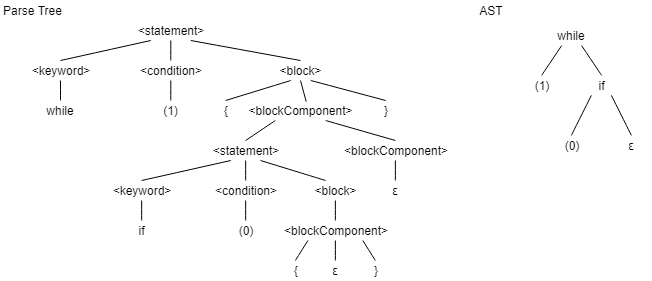 Parse Tree
AST
<statement>
while
<keyword>
<condition>
<block>
while
(1)
{
<blockComponent>
}
(1)
if
<statement>
<blockComponent>
(0)
ε
<keyword>
<condition>
<block>
ε
if
(0)
<blockComponent>
{
ε
}